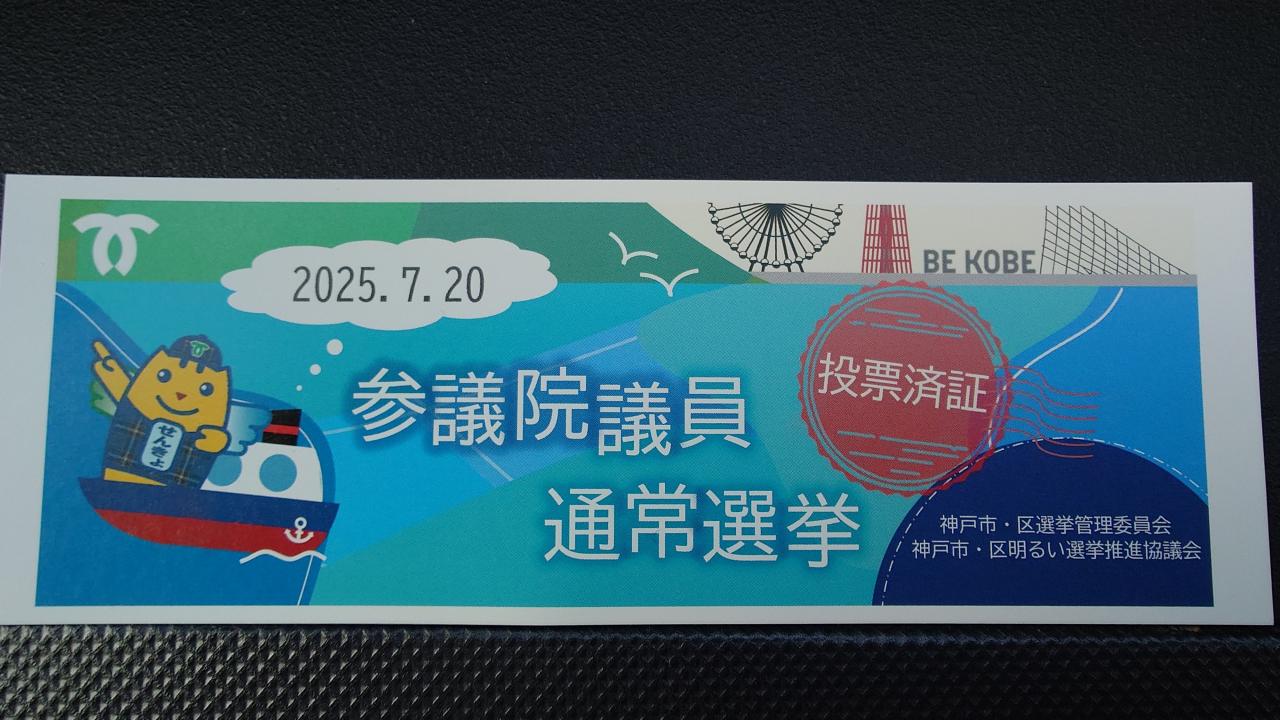 2025. 7. 20
BE KOBE
投票済証
せんきょ
参議院議員
通常選挙
神戸市・区選挙管理委員会
神戸市・区明るい選挙推進協議会